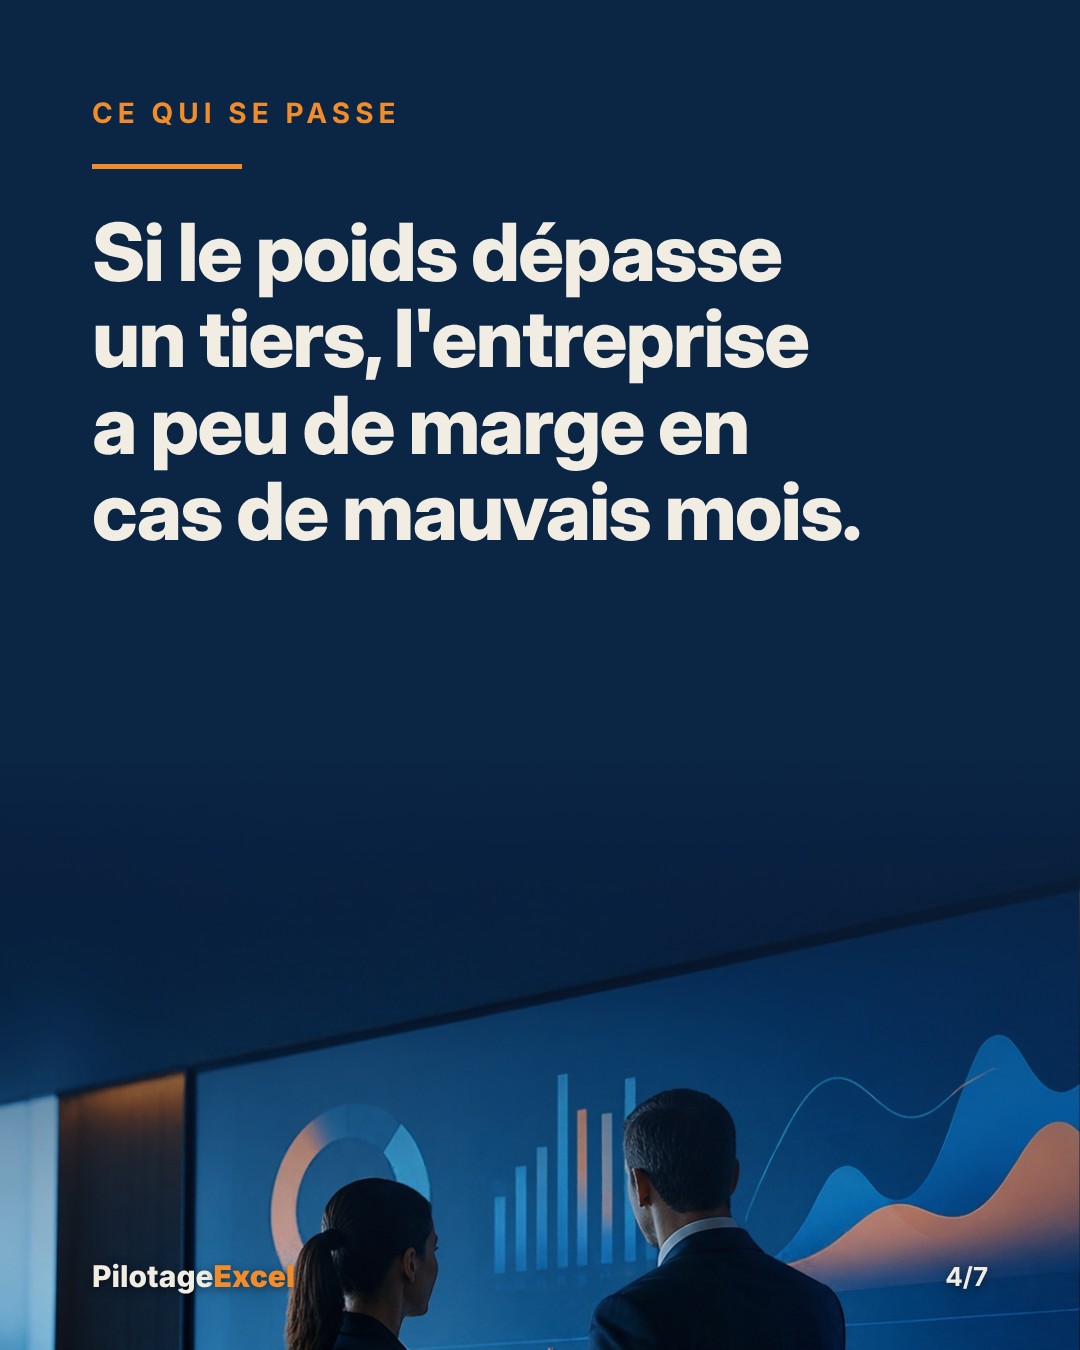 CE QUI SE PASSE
Si le poids dépasse
un tiers, l'entreprise
a peu de marge en
cas de mauvais mois.
PilotageExcel
4/7